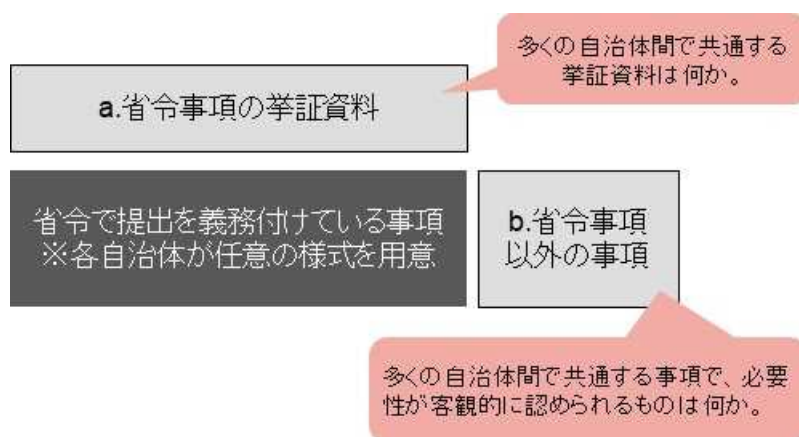 多くの自治体間で共通する
挙証資料は何か。
a.省令事項の挙証資料
省令で提出を義務付けている事項
※各自治体が任意の様式を用意
b.省令事項
以外の事項
多くの自治体間で共通する事項で、必要
性が客観的に認められるものは何か。